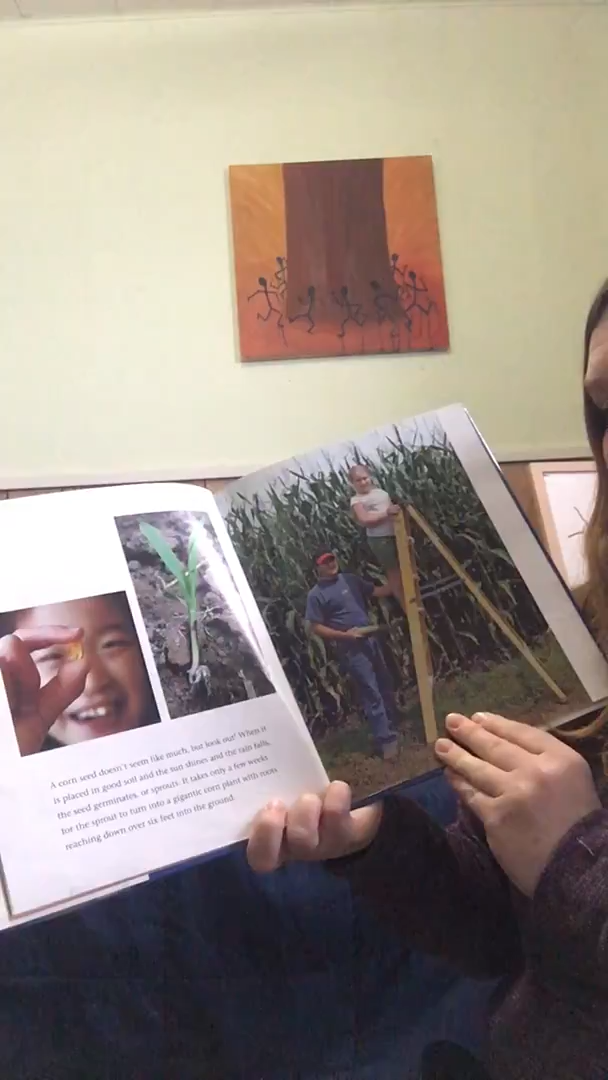 A corn seed doesn't seem like much, but look out! When it
is placed in good soil and the sun shines and the rain falls,
the seed germinates, or sprouts. It takes only a few weeks
for the sprout to turn into a gigantic corn plant with roots
reaching down over six feet into the ground.